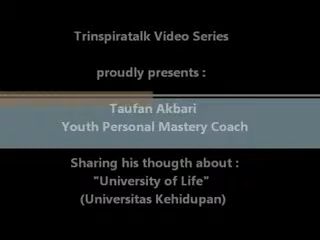 Trinspiratalk Video Series
proudly presents :
Taufan Akbari
Youth Personal Mastery Coach
Sharing his thougth about :
"University of Life"
(Universitas Kehidupan)